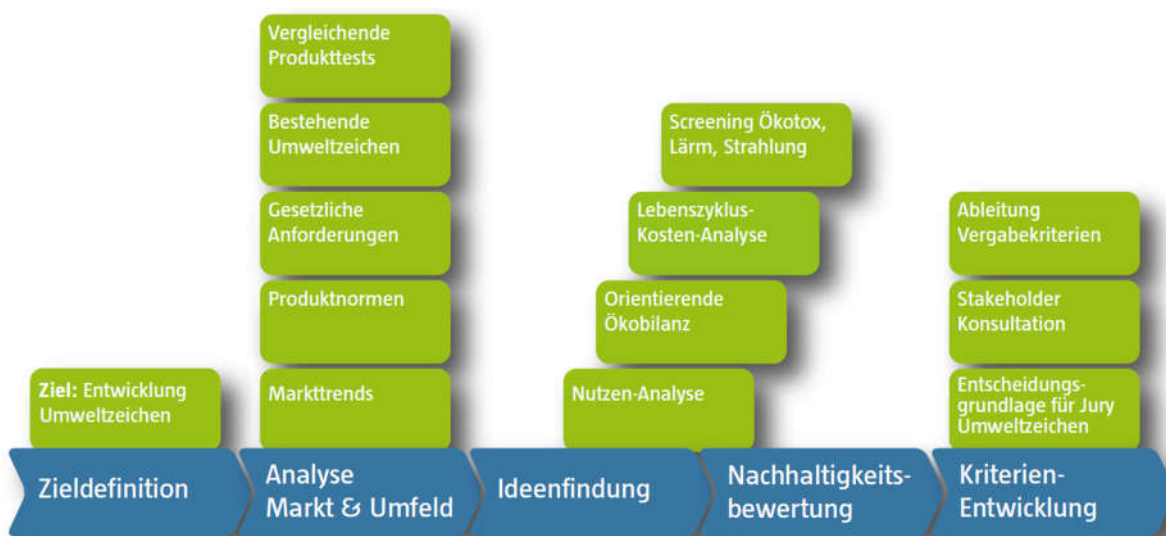 Vergleichende
Produkttests
Bestehende
Umweltzeichen
Gesetzliche
Anforderungen
Produktnormen
Markttrends
Screening Ökotox,
Lärm, Strahlung
Lebenszyklus-
Kosten-Analyse
Orientierende
Ökobilanz
Nutzen-Analyse
Ableitung
Vergabekriterien
Stakeholder
Konsultation
Entscheidungs-
grundlage für Jury
Umweltzeichen
Ziel: Entwicklung
Umweltzeichen
Zieldefinition
Analyse
Markt & Umfeld
Ideenfindung
Nachhaltigkeits-
bewertung
Kriterien-
Entwicklung